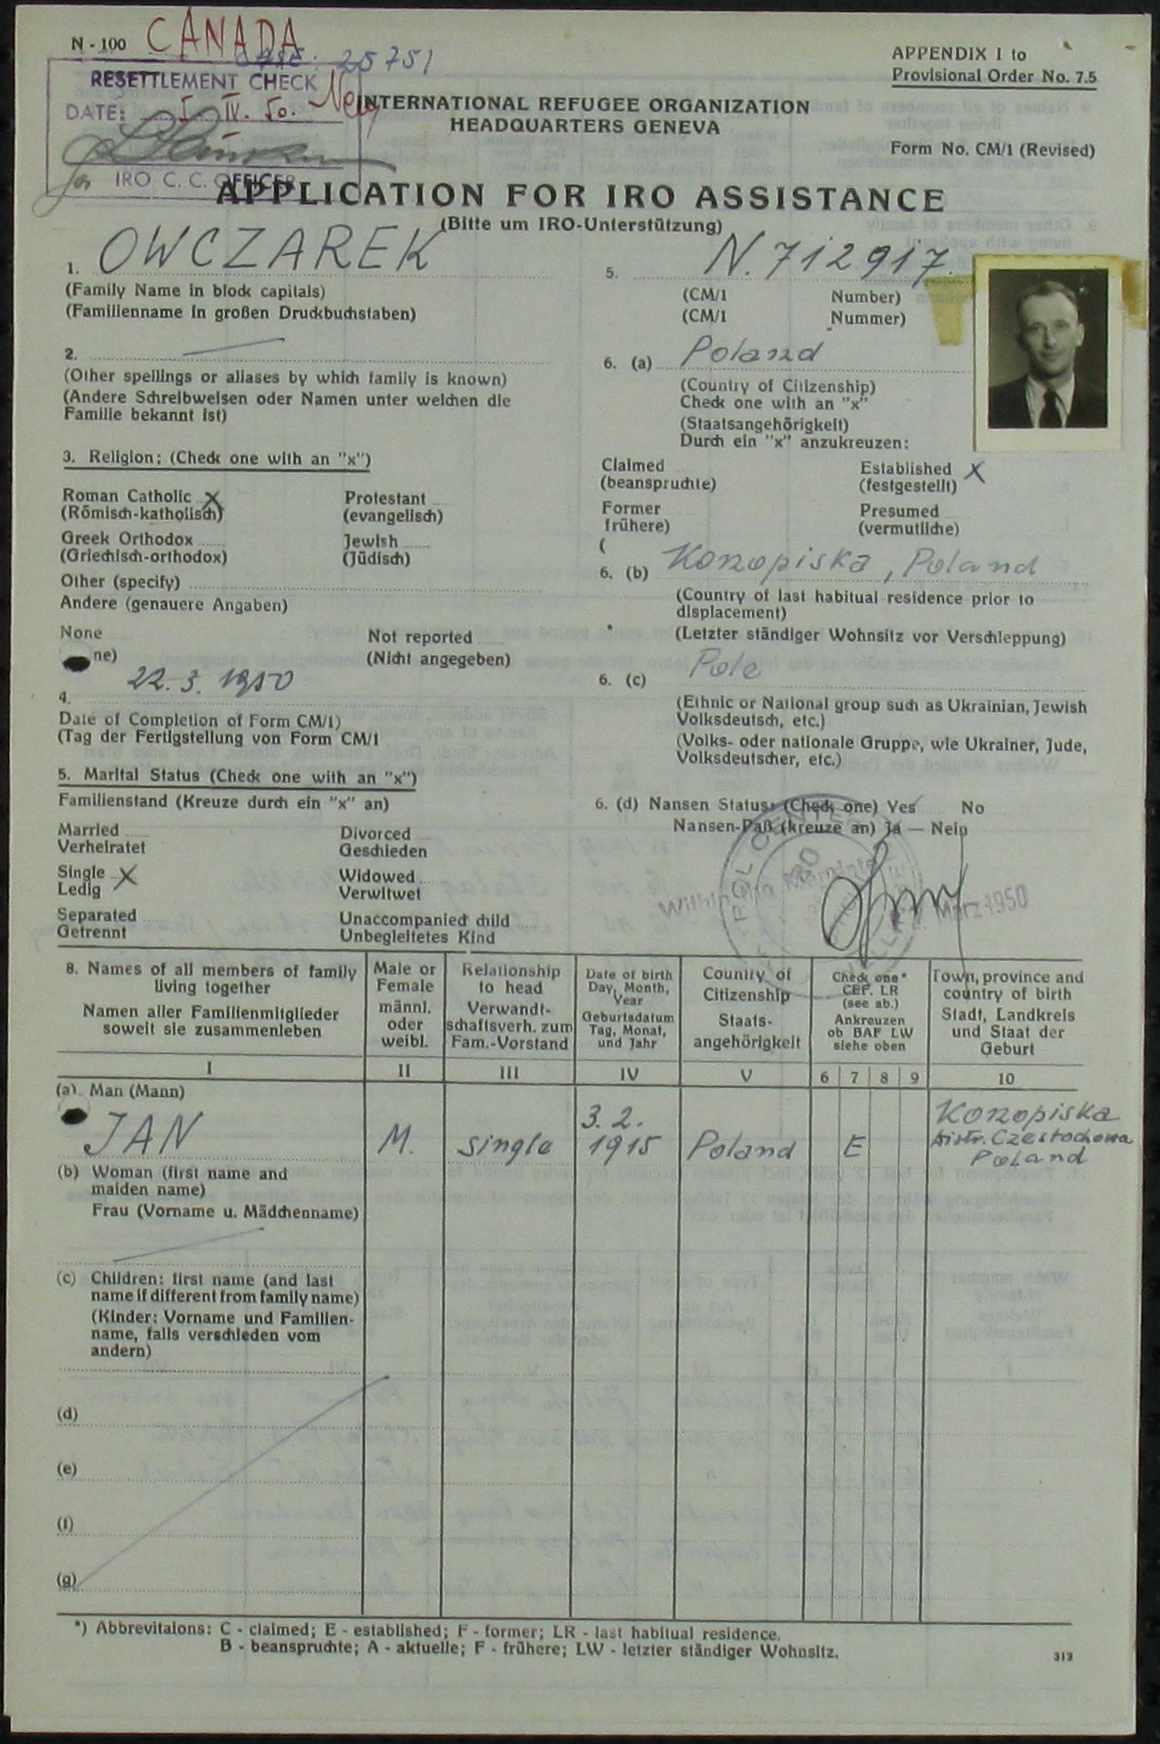 N - 100 CANADA
CASE: 25751
APPENDIX I to
Provisional Order No. 7.5
RESETTLEMENT CHECK
DATE: I. IV. 50.
INTERNATIONAL REFUGEE ORGANIZATION
HEADQUARTERS GENEVA
Form No. CM/1 (Revised)
for IRO C. C. OFFICER
APPLICATION FOR IRO ASSISTANCE
(Bitte um IRO-Unterstützung)
1. OWCZAREK
(Family Name in block capitals)
(Familienname in großen Druckbuchstaben)
5. N. 712917
(CM/1 Number)
(CM/1 Nummer)
2.
(Other spellings or aliases by which family is known)
(Andere Schreibweisen oder Namen unter welchen die
Familie bekannt ist)
6. (a) Poland
(Country of Citizenship)
Check one with an "x"
(Staatsangehörigkeit)
Durch ein "x" anzukreuzen:
3. Religion; (Check one with an "x")
Roman Catholic X
(Römisch-katholisch)
Protestant
(evangelisch)
Greek Orthodox
(Griechisch-orthodox)
Jewish
(Jüdisch)
Other (specify)
Andere (genauere Angaben)
None
ne)
Not reported
(Nicht angegeben)
Claimed
(beanspruchte)
Established X
(festgestellt)
Former
frühere)
(
Presumed
(vermutliche)
6. (b) Konopiska, Poland
(Country of last habitual residence prior to
displacement)
(Letzter ständiger Wohnsitz vor Verschleppung)
4. 22. 3. 1950
Date of Completion of Form CM/1)
(Tag der Fertigstellung von Form CM/1
6. (c) Pole
(Ethnic or National group such as Ukrainian, Jewish
Volksdeutsch, etc.)
(Volks- oder nationale Gruppe, wie Ukrainer, Jude,
Volksdeutscher, etc.)
5. Marital Status (Check one with an "x")
Familienstand (Kreuze durch ein "x" an)
Married
Verheiratet
Divorced
Geschieden
Single X
Ledig
Widowed
Verwitwet
Separated
Getrennt
Unaccompanied child
Unbegleitetes Kind
6. (d) Nansen Status: (Check one) Yes No
Nansen-Paß (kreuze an) Ja — Nein
März 1950
8. Names of all members of family
living together
Namen aller Familienmitglieder
soweit sie zusammenleben
Male or
Female
männl.
oder
weibl.
Relationship
to head
Verwandt-
schaftsverh. zum
Fam.-Vorstand
Date of birth
Day, Month,
Year
Geburtsdatum
Tag, Monat,
und Jahr
Country of
Citizenship
Staats-
angehörigkeit
Check one*
CEF. LR
(see ab.)
Ankreuzen
ob BAF LW
siehe oben
Town, province and
country of birth
Stadt, Landkreis
und Staat der
Geburt
I II III IV V 6 7 8 9 10
(a) Man (Mann)
JAN M. single 3. 2. 1915 Poland E Konopiska
distr. Czestochowa
Poland
(b) Woman (first name and
maiden name)
Frau (Vorname u. Mädchenname)
(c) Children: first name (and last
name if different from family name)
(Kinder: Vorname und Familien-
name, falls verschieden vom
andern)
(d)
(e)
(f)
(g)
*) Abbrevitaions: C - claimed; E - established; F - former; LR - last habitual residence.
B - beanspruchte; A - aktuelle; F - frühere; LW - letzter ständiger Wohnsitz.
313